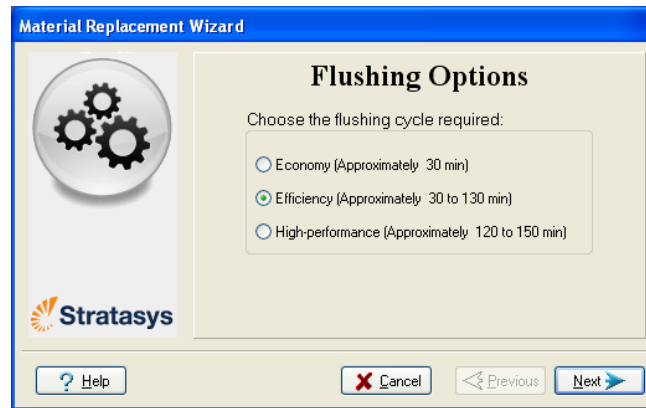 Material Replacement Wizard
Flushing Options
Choose the flushing cycle required:
Economy (Approximately 30 min)
Efficiency (Approximately 30 to 130 min)
High-performance (Approximately 120 to 150 min)
Stratasys
? Help
Cancel
Previous
Next